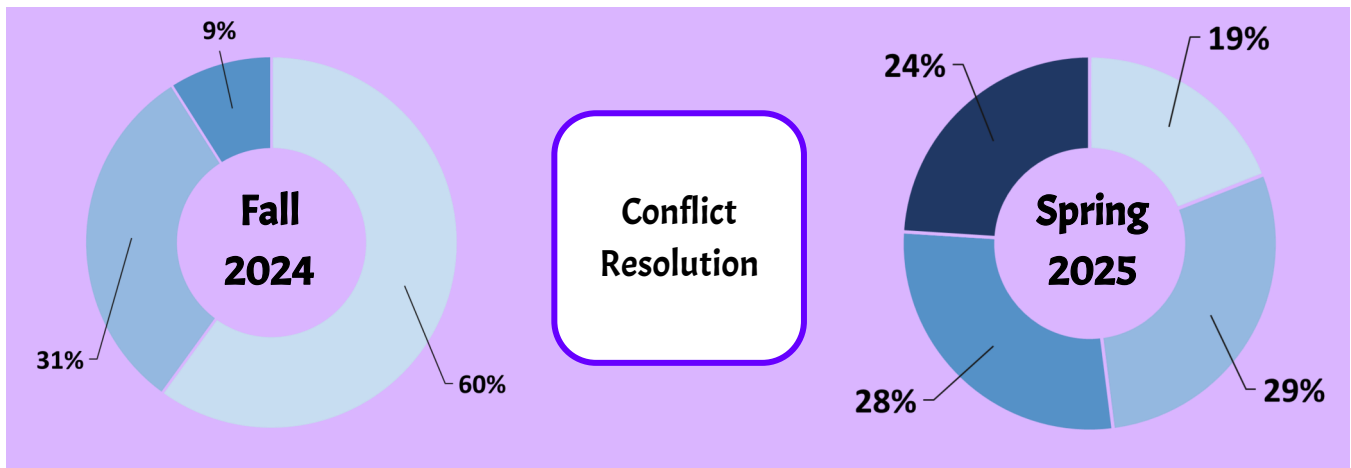 9%
31%
60%
Fall
2024
Conflict
Resolution
24%
19%
28%
29%
Spring
2025